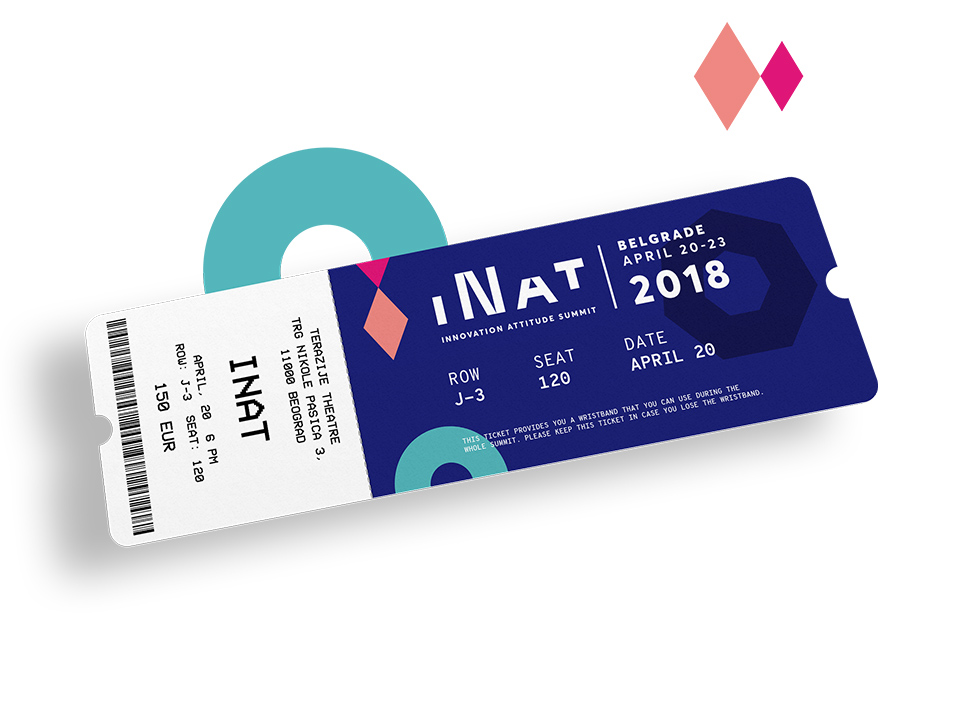 TERAZIJE THEATRE
TRG NIKOLE PASICA 3,
11000 BEOGRAD
INAT
APRIL, 20 6 PM
ROW: J-3 SEAT: 120
150 EUR
INAT
INNOVATION ATTITUDE SUMMIT
BELGRADE
APRIL 20-23
2018
ROW
J-3
SEAT
120
DATE
APRIL 20
THIS TICKET PROVIDES YOU A WRISTBAND THAT YOU CAN USE DURING THE
WHOLE SUMMIT. PLEASE KEEP THIS TICKET IN CASE YOU LOSE THE WRISTBAND.